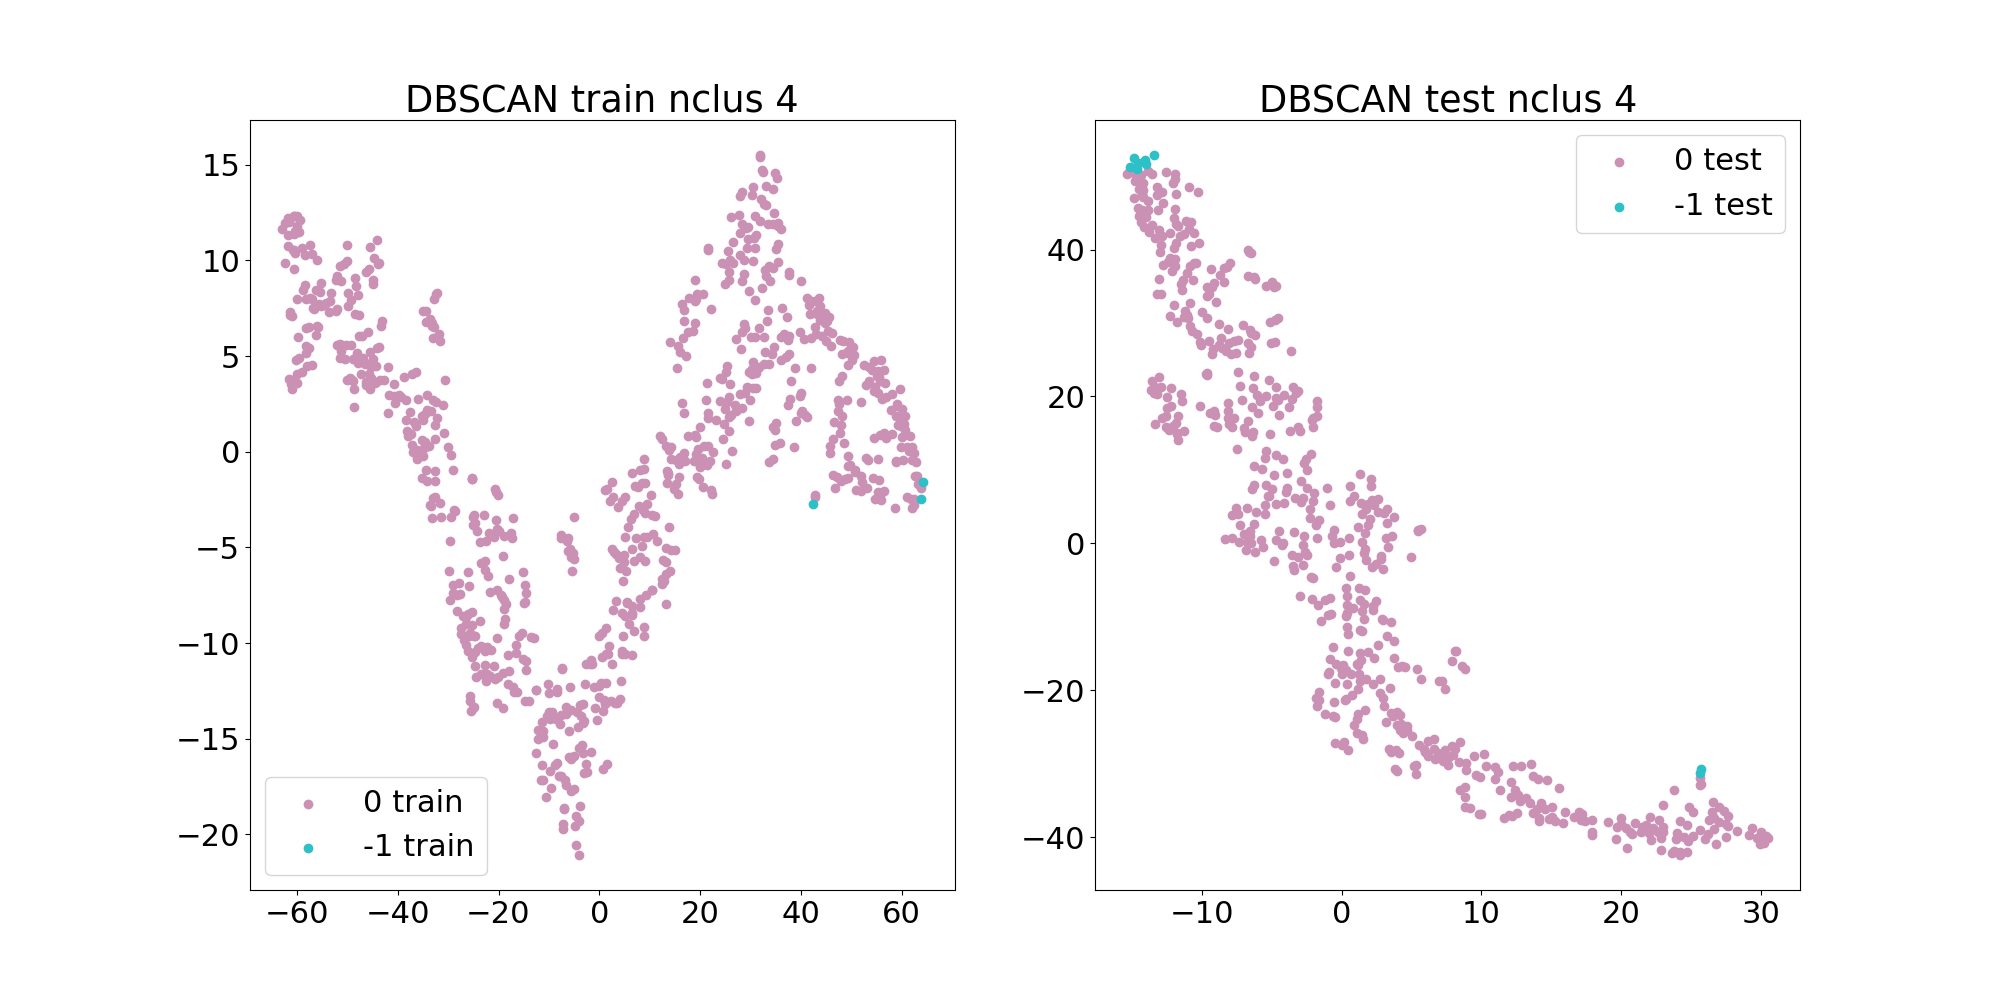 DBSCAN train nclus 4
15
10
5
0
−5
−10
−15
−20
−60 −40 −20 0 20 40 60
0 train
-1 train
DBSCAN test nclus 4
40
20
0
−20
−40
−10 0 10 20 30
0 test
-1 test